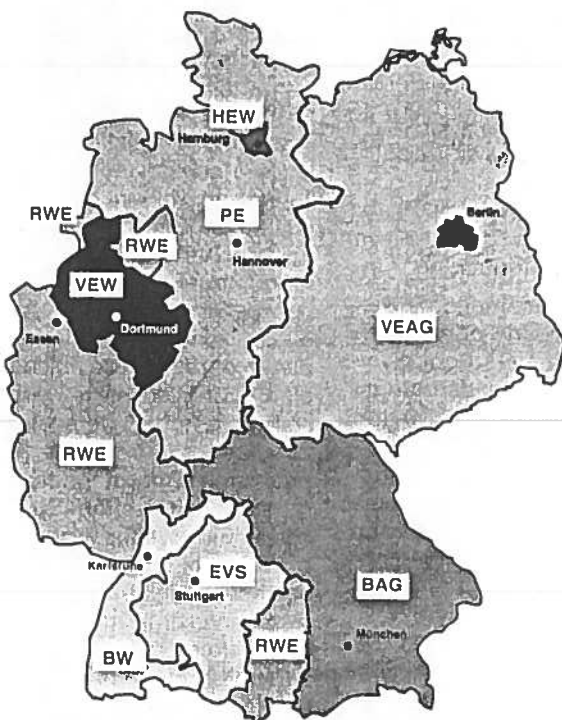 HEW
Hamburg
RWE
PE
Berlin
RWE
Hannover
VEW
VEAG
Dortmund
Essen
RWE
Karlsruhe
EVS
Stuttgart
BAG
RWE
München
BW